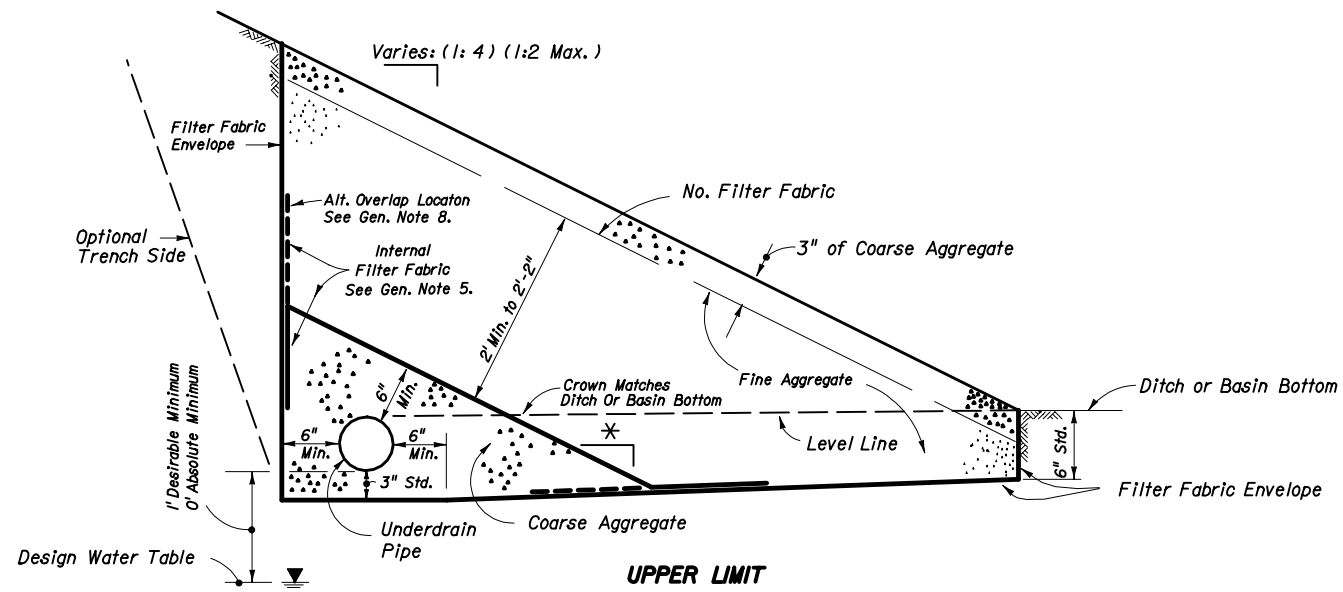 Varies: (1: 4) (1:2 Max.)
Filter Fabric
Envelope
No. Filter Fabric
Alt. Overlap Locaton
See Gen. Note 8.
Optional
Trench Side
Internal
Filter Fabric
See Gen. Note 5.
3" of Coarse Aggregate
2' Min. to 2'-2"
Fine Aggregate
6"
Min.
Crown Matches
Ditch Or Basin Bottom
Ditch or Basin Bottom
1' Desirable Minimum
0' Absolute Minimum
*
Level Line
6"
Min.
6"
Min.
6" Std.
3" Std.
Filter Fabric Envelope
Coarse Aggregate
Underdrain
Pipe
Design Water Table
UPPER LIMIT